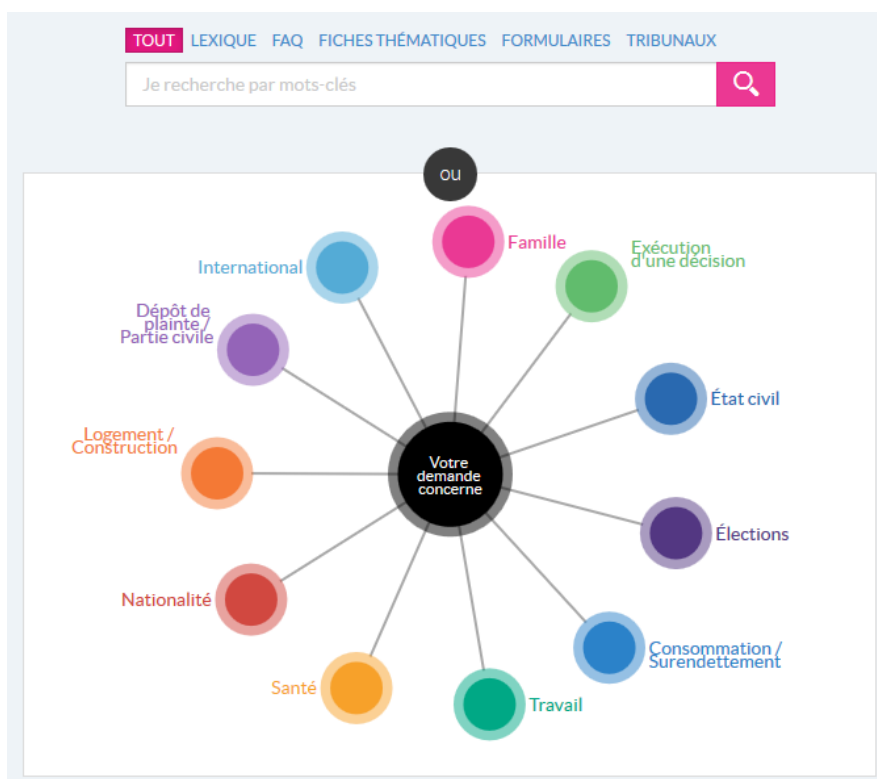 TOUT LEXIQUE FAQ FICHES THÉMATIQUES FORMULAIRES TRIBUNAUX
Je recherche par mots-clés
ou
Famille
Exécution
d'une décision
International
Dépôt de
plainte /
Partie civile
État civil
Logement /
Construction
Votre
demande
concerne
Élections
Nationalité
Consommation /
Surendettement
Santé
Travail